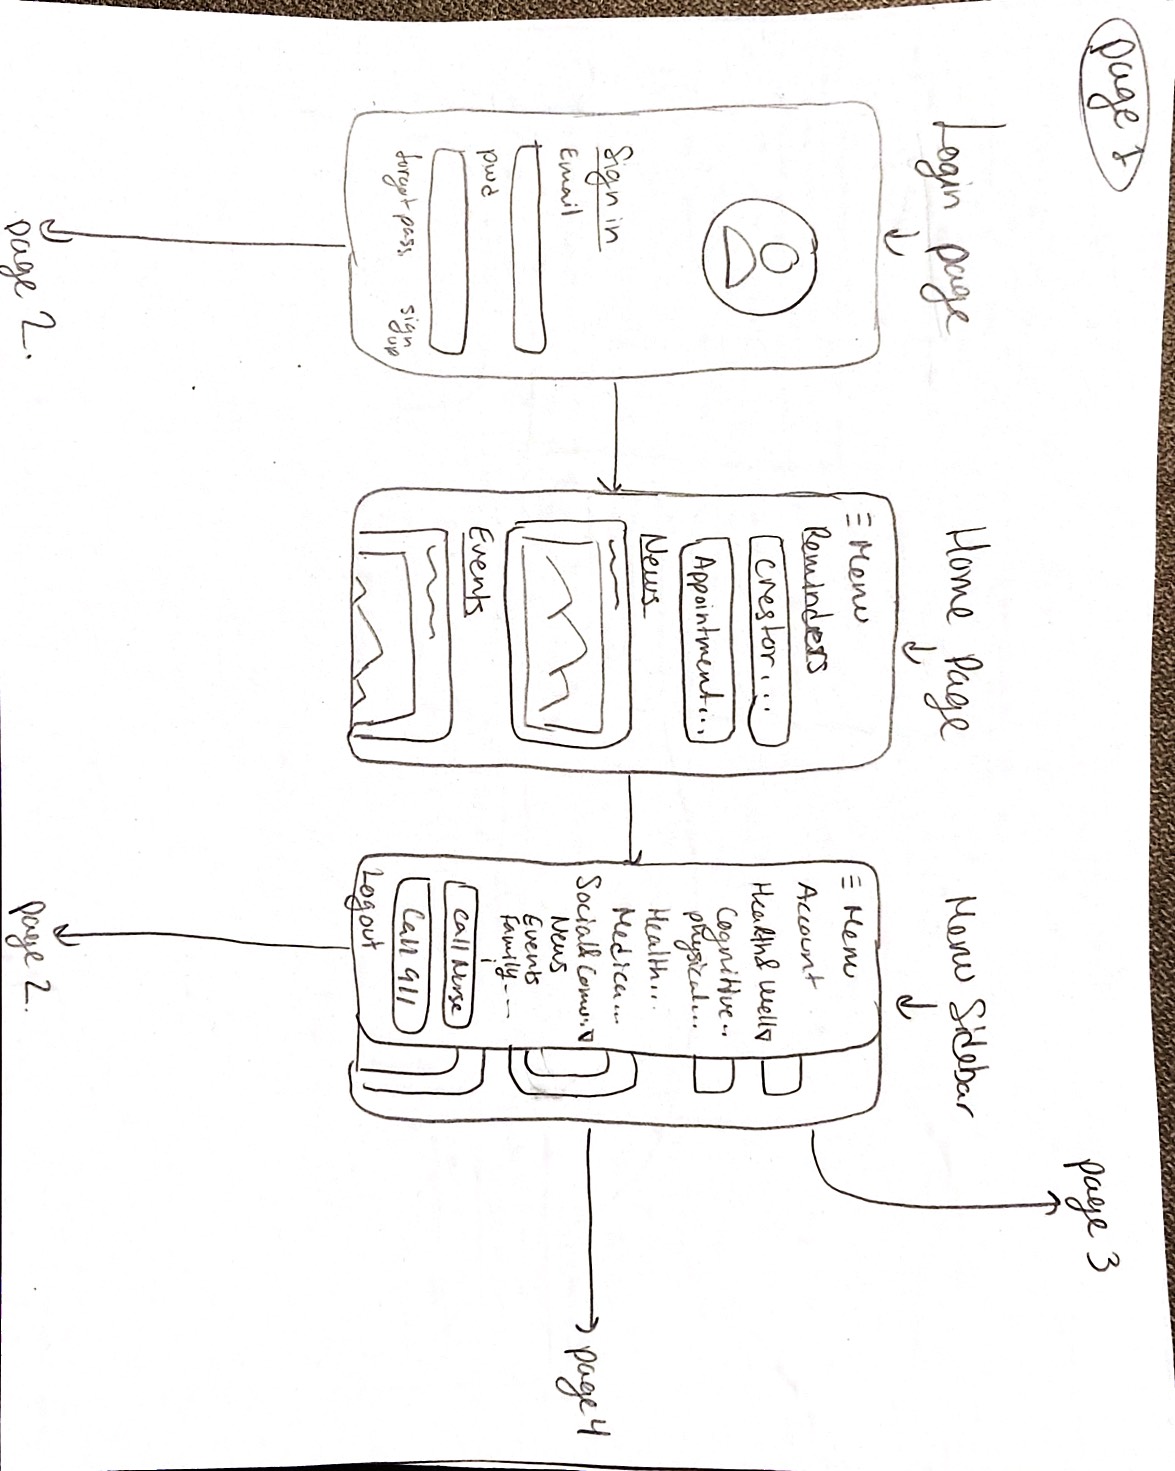 page 1
Login page
Sign in
Email
pwd
forgot pass
sign
up
page 2.
Home Page
≡ Menu
Reminders
Crestor...
Appointment...
News
Events
Menu Sidebar
≡ Menu
Account
Health & Well▽
Cognitive..
physical...
Health...
Medica...
Social & Comm.▽
News
Events
Family...
Call Nurse
Call 911
Logout
page 2.
page 3
page 4